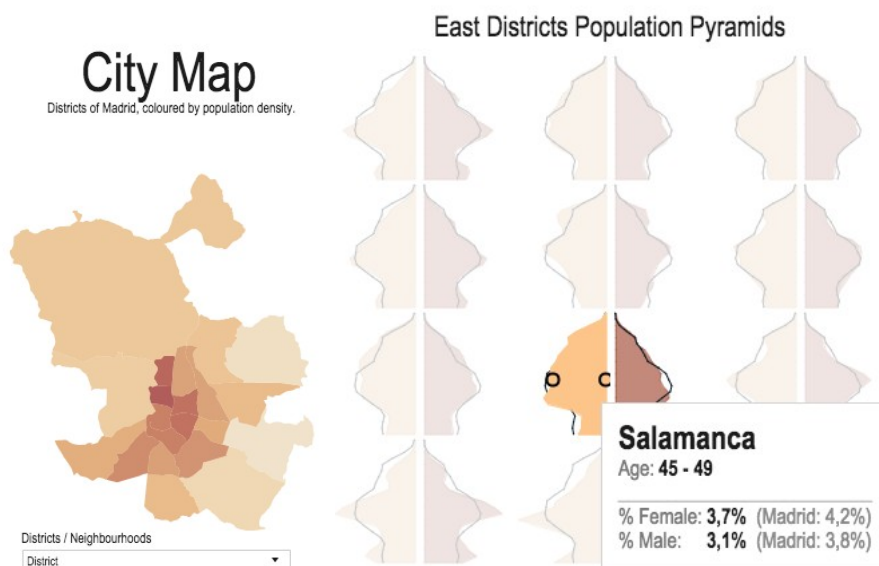 East Districts Population Pyramids
City Map
Districts of Madrid, coloured by population density.
Salamanca
Age: 45 - 49
% Female: 3,7% (Madrid: 4,2%)
% Male: 3,1% (Madrid: 3,8%)
Districts / Neighbourhoods
District